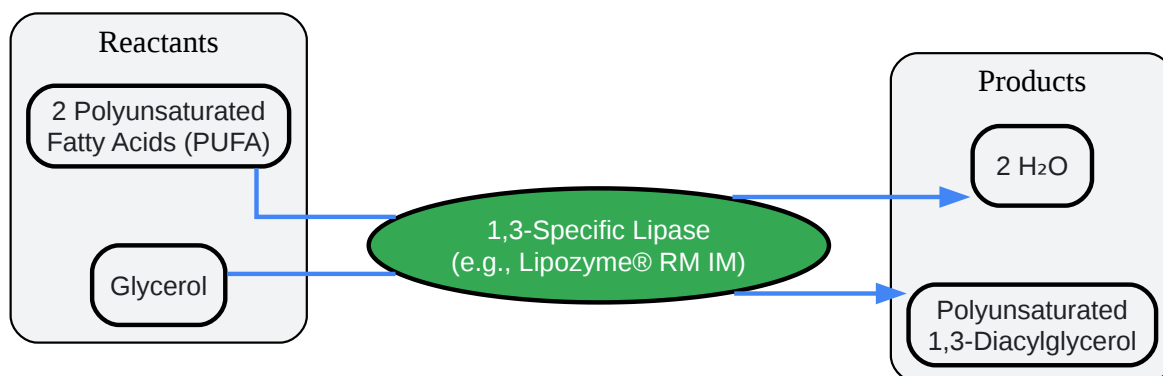 Reactants
2 Polyunsaturated
Fatty Acids (PUFA)
Glycerol
1,3-Specific Lipase
(e.g., Lipozyme® RM IM)
Products
2 H₂O
Polyunsaturated
1,3-Diacylglycerol